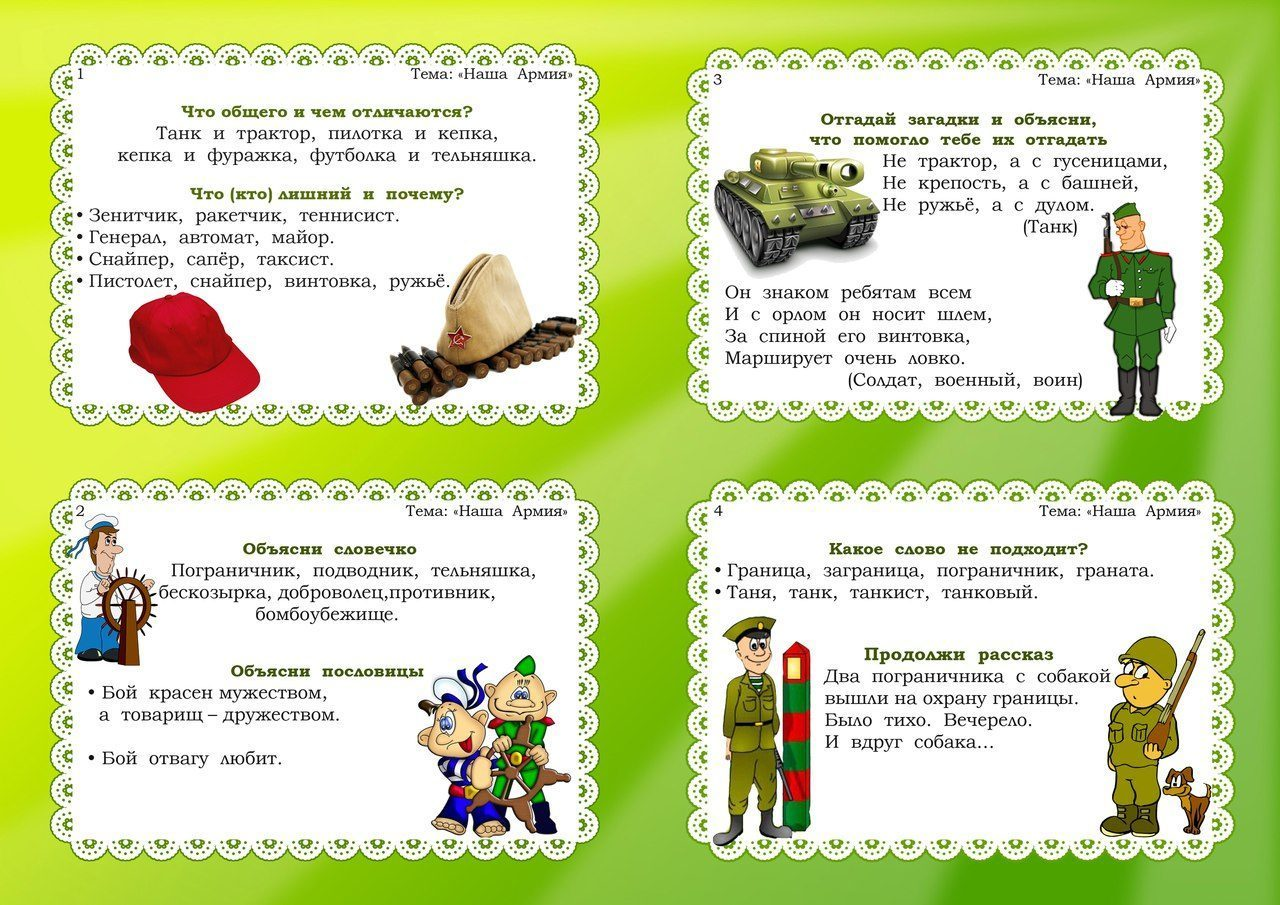 1
Тема: «Наша Армия»
Что общего и чем отличаются?
Танк и трактор, пилотка и кепка,
кепка и фуражка, футболка и тельняшка.
Что (кто) лишний и почему?
• Зенитчик, ракетчик, теннисист.
• Генерал, автомат, майор.
• Снайпер, сапёр, таксист.
• Пистолет, снайпер, винтовка, ружьё.
2
Тема: «Наша Армия»
Объясни словечко
Пограничник, подводник, тельняшка,
бескозырка, доброволец,противник,
бомбоубежище.
Объясни пословицы
• Бой красен мужеством,
а товарищ – дружеством.
• Бой отвагу любит.
3
Тема: «Наша Армия»
Отгадай загадки и объясни,
что помогло тебе их отгадать
Не трактор, а с гусеницами,
Не крепость, а с башней,
Не ружьё, а с дулом.
(Танк)
Он знаком ребятам всем
И с орлом он носит шлем,
За спиной его винтовка,
Марширует очень ловко.
(Солдат, военный, воин)
4
Тема: «Наша Армия»
Какое слово не подходит?
• Граница, заграница, пограничник, граната.
• Таня, танк, танкист, танковый.
Продолжи рассказ
Два пограничника с собакой
вышли на охрану границы.
Было тихо. Вечерело.
И вдруг собака…